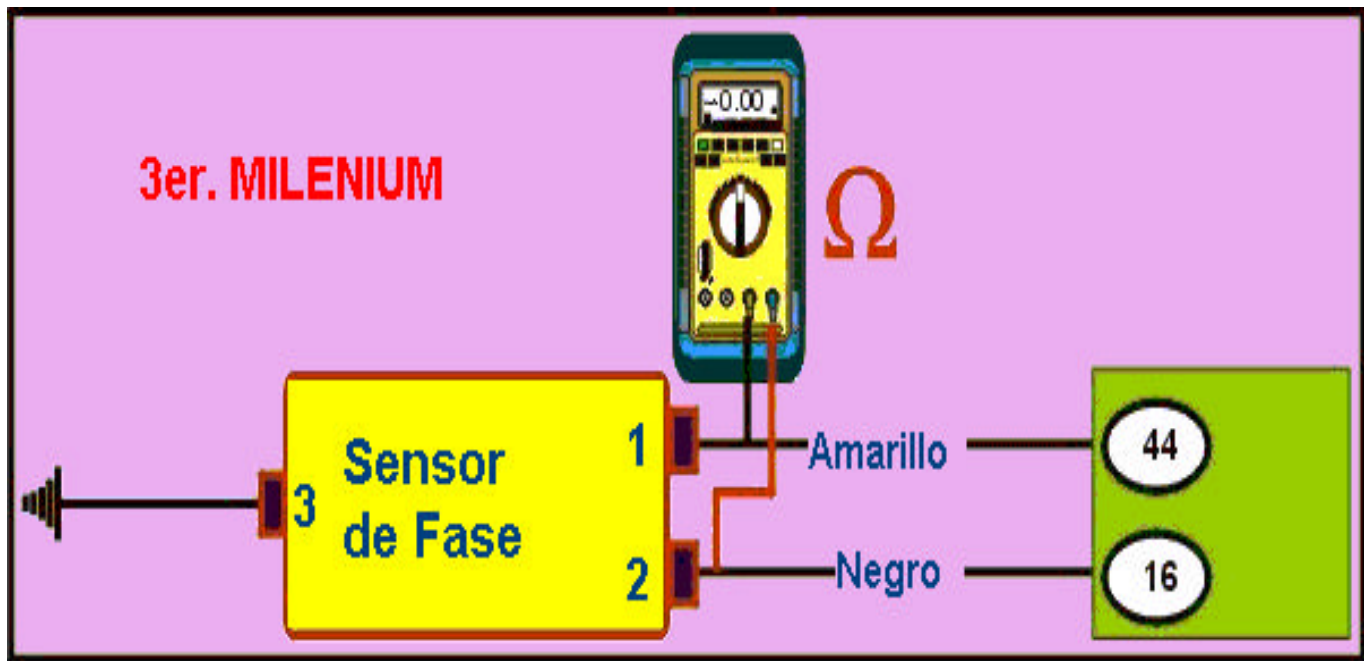 -0.00
3er. MILENIUM
Ω
Sensor
de Fase
1
2
3
Amarillo
Negro
44
16